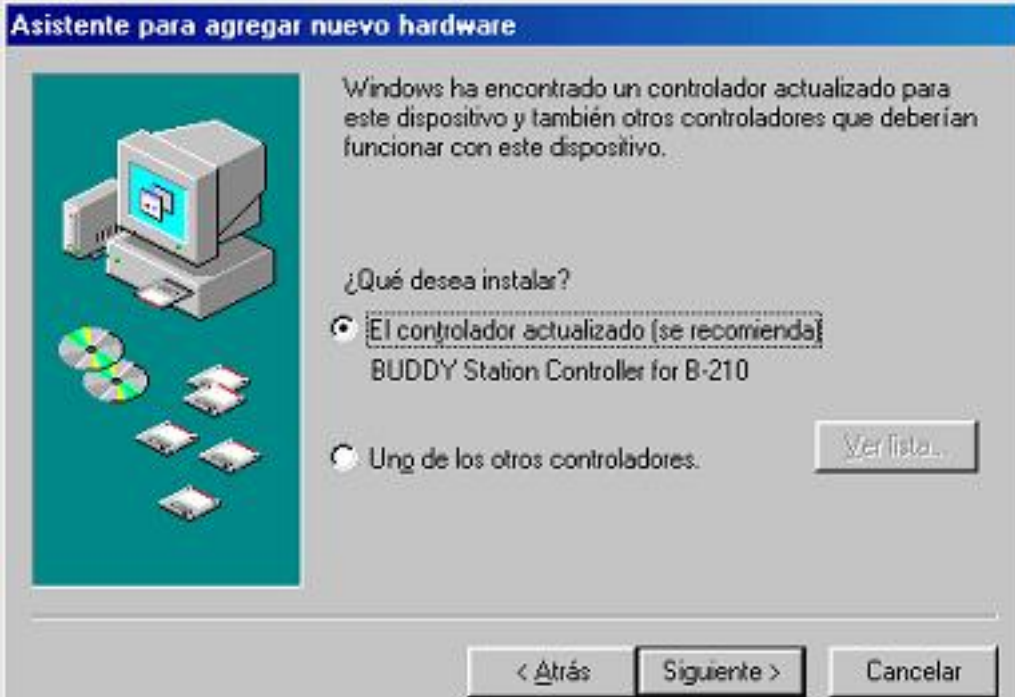 Asistente para agregar nuevo hardware
Windows ha encontrado un controlador actualizado para
este dispositivo y también otros controladores que deberían
funcionar con este dispositivo.
¿Qué desea instalar?
El controlador actualizado (se recomienda)
BUDDY Station Controller for B-210
Uno de los otros controladores.
Ver lista...
< Atrás
Siguiente >
Cancelar